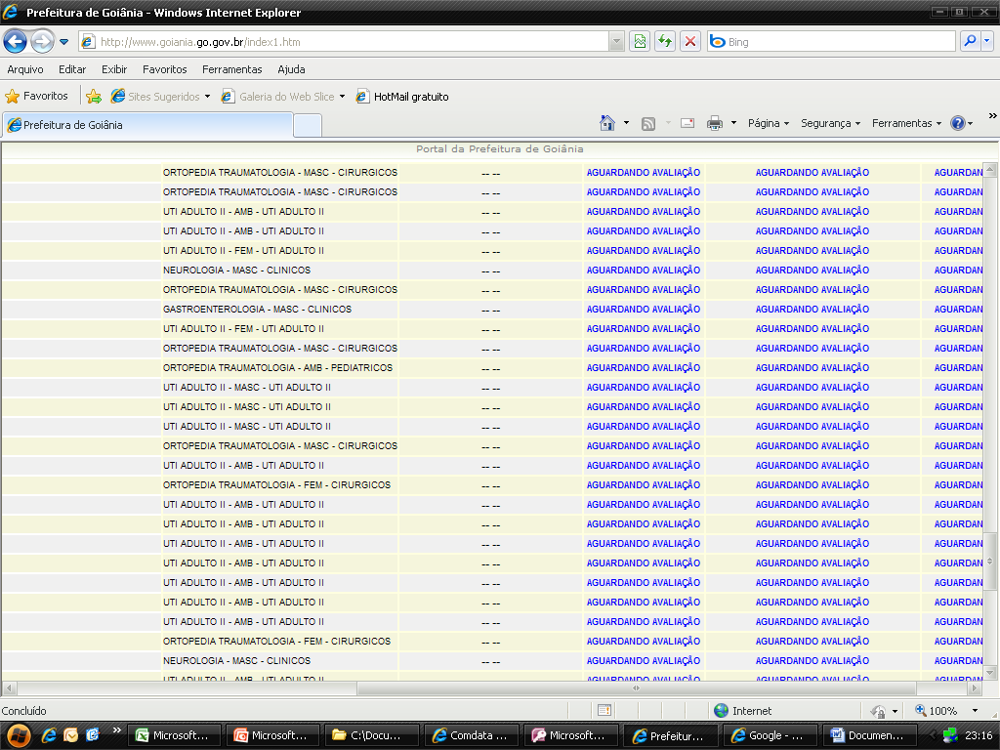 Prefeitura de Goiânia - Windows Internet Explorer
http://www.goiania.go.gov.br/index1.htm
Bing
Arquivo Editar Exibir Favoritos Ferramentas Ajuda
Favoritos Sites Sugeridos Galeria do Web Slice HotMail gratuito
Prefeitura de Goiânia Página Segurança Ferramentas »
Portal da Prefeitura de Goiânia
ORTOPEDIA TRAUMATOLOGIA - MASC - CIRURGICOS -- -- AGUARDANDO AVALIAÇÃO AGUARDANDO AVALIAÇÃO AGUARDAN
ORTOPEDIA TRAUMATOLOGIA - MASC - CIRURGICOS -- -- AGUARDANDO AVALIAÇÃO AGUARDANDO AVALIAÇÃO AGUARDAN
UTI ADULTO II - AMB - UTI ADULTO II -- -- AGUARDANDO AVALIAÇÃO AGUARDANDO AVALIAÇÃO AGUARDAN
UTI ADULTO II - AMB - UTI ADULTO II -- -- AGUARDANDO AVALIAÇÃO AGUARDANDO AVALIAÇÃO AGUARDAN
UTI ADULTO II - FEM - UTI ADULTO II -- -- AGUARDANDO AVALIAÇÃO AGUARDANDO AVALIAÇÃO AGUARDAN
NEUROLOGIA - MASC - CLINICOS -- -- AGUARDANDO AVALIAÇÃO AGUARDANDO AVALIAÇÃO AGUARDAN
ORTOPEDIA TRAUMATOLOGIA - MASC - CIRURGICOS -- -- AGUARDANDO AVALIAÇÃO AGUARDANDO AVALIAÇÃO AGUARDAN
GASTROENTEROLOGIA - MASC - CLINICOS -- -- AGUARDANDO AVALIAÇÃO AGUARDANDO AVALIAÇÃO AGUARDAN
UTI ADULTO II - FEM - UTI ADULTO II -- -- AGUARDANDO AVALIAÇÃO AGUARDANDO AVALIAÇÃO AGUARDAN
ORTOPEDIA TRAUMATOLOGIA - MASC - CIRURGICOS -- -- AGUARDANDO AVALIAÇÃO AGUARDANDO AVALIAÇÃO AGUARDAN
ORTOPEDIA TRAUMATOLOGIA - AMB - PEDIATRICOS -- -- AGUARDANDO AVALIAÇÃO AGUARDANDO AVALIAÇÃO AGUARDAN
UTI ADULTO II - MASC - UTI ADULTO II -- -- AGUARDANDO AVALIAÇÃO AGUARDANDO AVALIAÇÃO AGUARDAN
UTI ADULTO II - MASC - UTI ADULTO II -- -- AGUARDANDO AVALIAÇÃO AGUARDANDO AVALIAÇÃO AGUARDAN
UTI ADULTO II - MASC - UTI ADULTO II -- -- AGUARDANDO AVALIAÇÃO AGUARDANDO AVALIAÇÃO AGUARDAN
ORTOPEDIA TRAUMATOLOGIA - MASC - CIRURGICOS -- -- AGUARDANDO AVALIAÇÃO AGUARDANDO AVALIAÇÃO AGUARDAN
UTI ADULTO II - AMB - UTI ADULTO II -- -- AGUARDANDO AVALIAÇÃO AGUARDANDO AVALIAÇÃO AGUARDAN
ORTOPEDIA TRAUMATOLOGIA - FEM - CIRURGICOS -- -- AGUARDANDO AVALIAÇÃO AGUARDANDO AVALIAÇÃO AGUARDAN
UTI ADULTO II - AMB - UTI ADULTO II -- -- AGUARDANDO AVALIAÇÃO AGUARDANDO AVALIAÇÃO AGUARDAN
UTI ADULTO II - AMB - UTI ADULTO II -- -- AGUARDANDO AVALIAÇÃO AGUARDANDO AVALIAÇÃO AGUARDAN
UTI ADULTO II - AMB - UTI ADULTO II -- -- AGUARDANDO AVALIAÇÃO AGUARDANDO AVALIAÇÃO AGUARDAN
UTI ADULTO II - AMB - UTI ADULTO II -- -- AGUARDANDO AVALIAÇÃO AGUARDANDO AVALIAÇÃO AGUARDAN
UTI ADULTO II - AMB - UTI ADULTO II -- -- AGUARDANDO AVALIAÇÃO AGUARDANDO AVALIAÇÃO AGUARDAN
UTI ADULTO II - AMB - UTI ADULTO II -- -- AGUARDANDO AVALIAÇÃO AGUARDANDO AVALIAÇÃO AGUARDAN
UTI ADULTO II - AMB - UTI ADULTO II -- -- AGUARDANDO AVALIAÇÃO AGUARDANDO AVALIAÇÃO AGUARDAN
ORTOPEDIA TRAUMATOLOGIA - FEM - CIRURGICOS -- -- AGUARDANDO AVALIAÇÃO AGUARDANDO AVALIAÇÃO AGUARDAN
NEUROLOGIA - MASC - CLINICOS -- -- AGUARDANDO AVALIAÇÃO AGUARDANDO AVALIAÇÃO AGUARDAN
UTI ADULTO II - AMB - UTI ADULTO II -- -- AGUARDANDO AVALIAÇÃO AGUARDANDO AVALIAÇÃO AGUARDAN
Concluído Internet 100%
» Microsoft... Microsoft... C:\Docu... Comdata ... Microsoft... Prefeitur... Google - ... Documen... 23:16